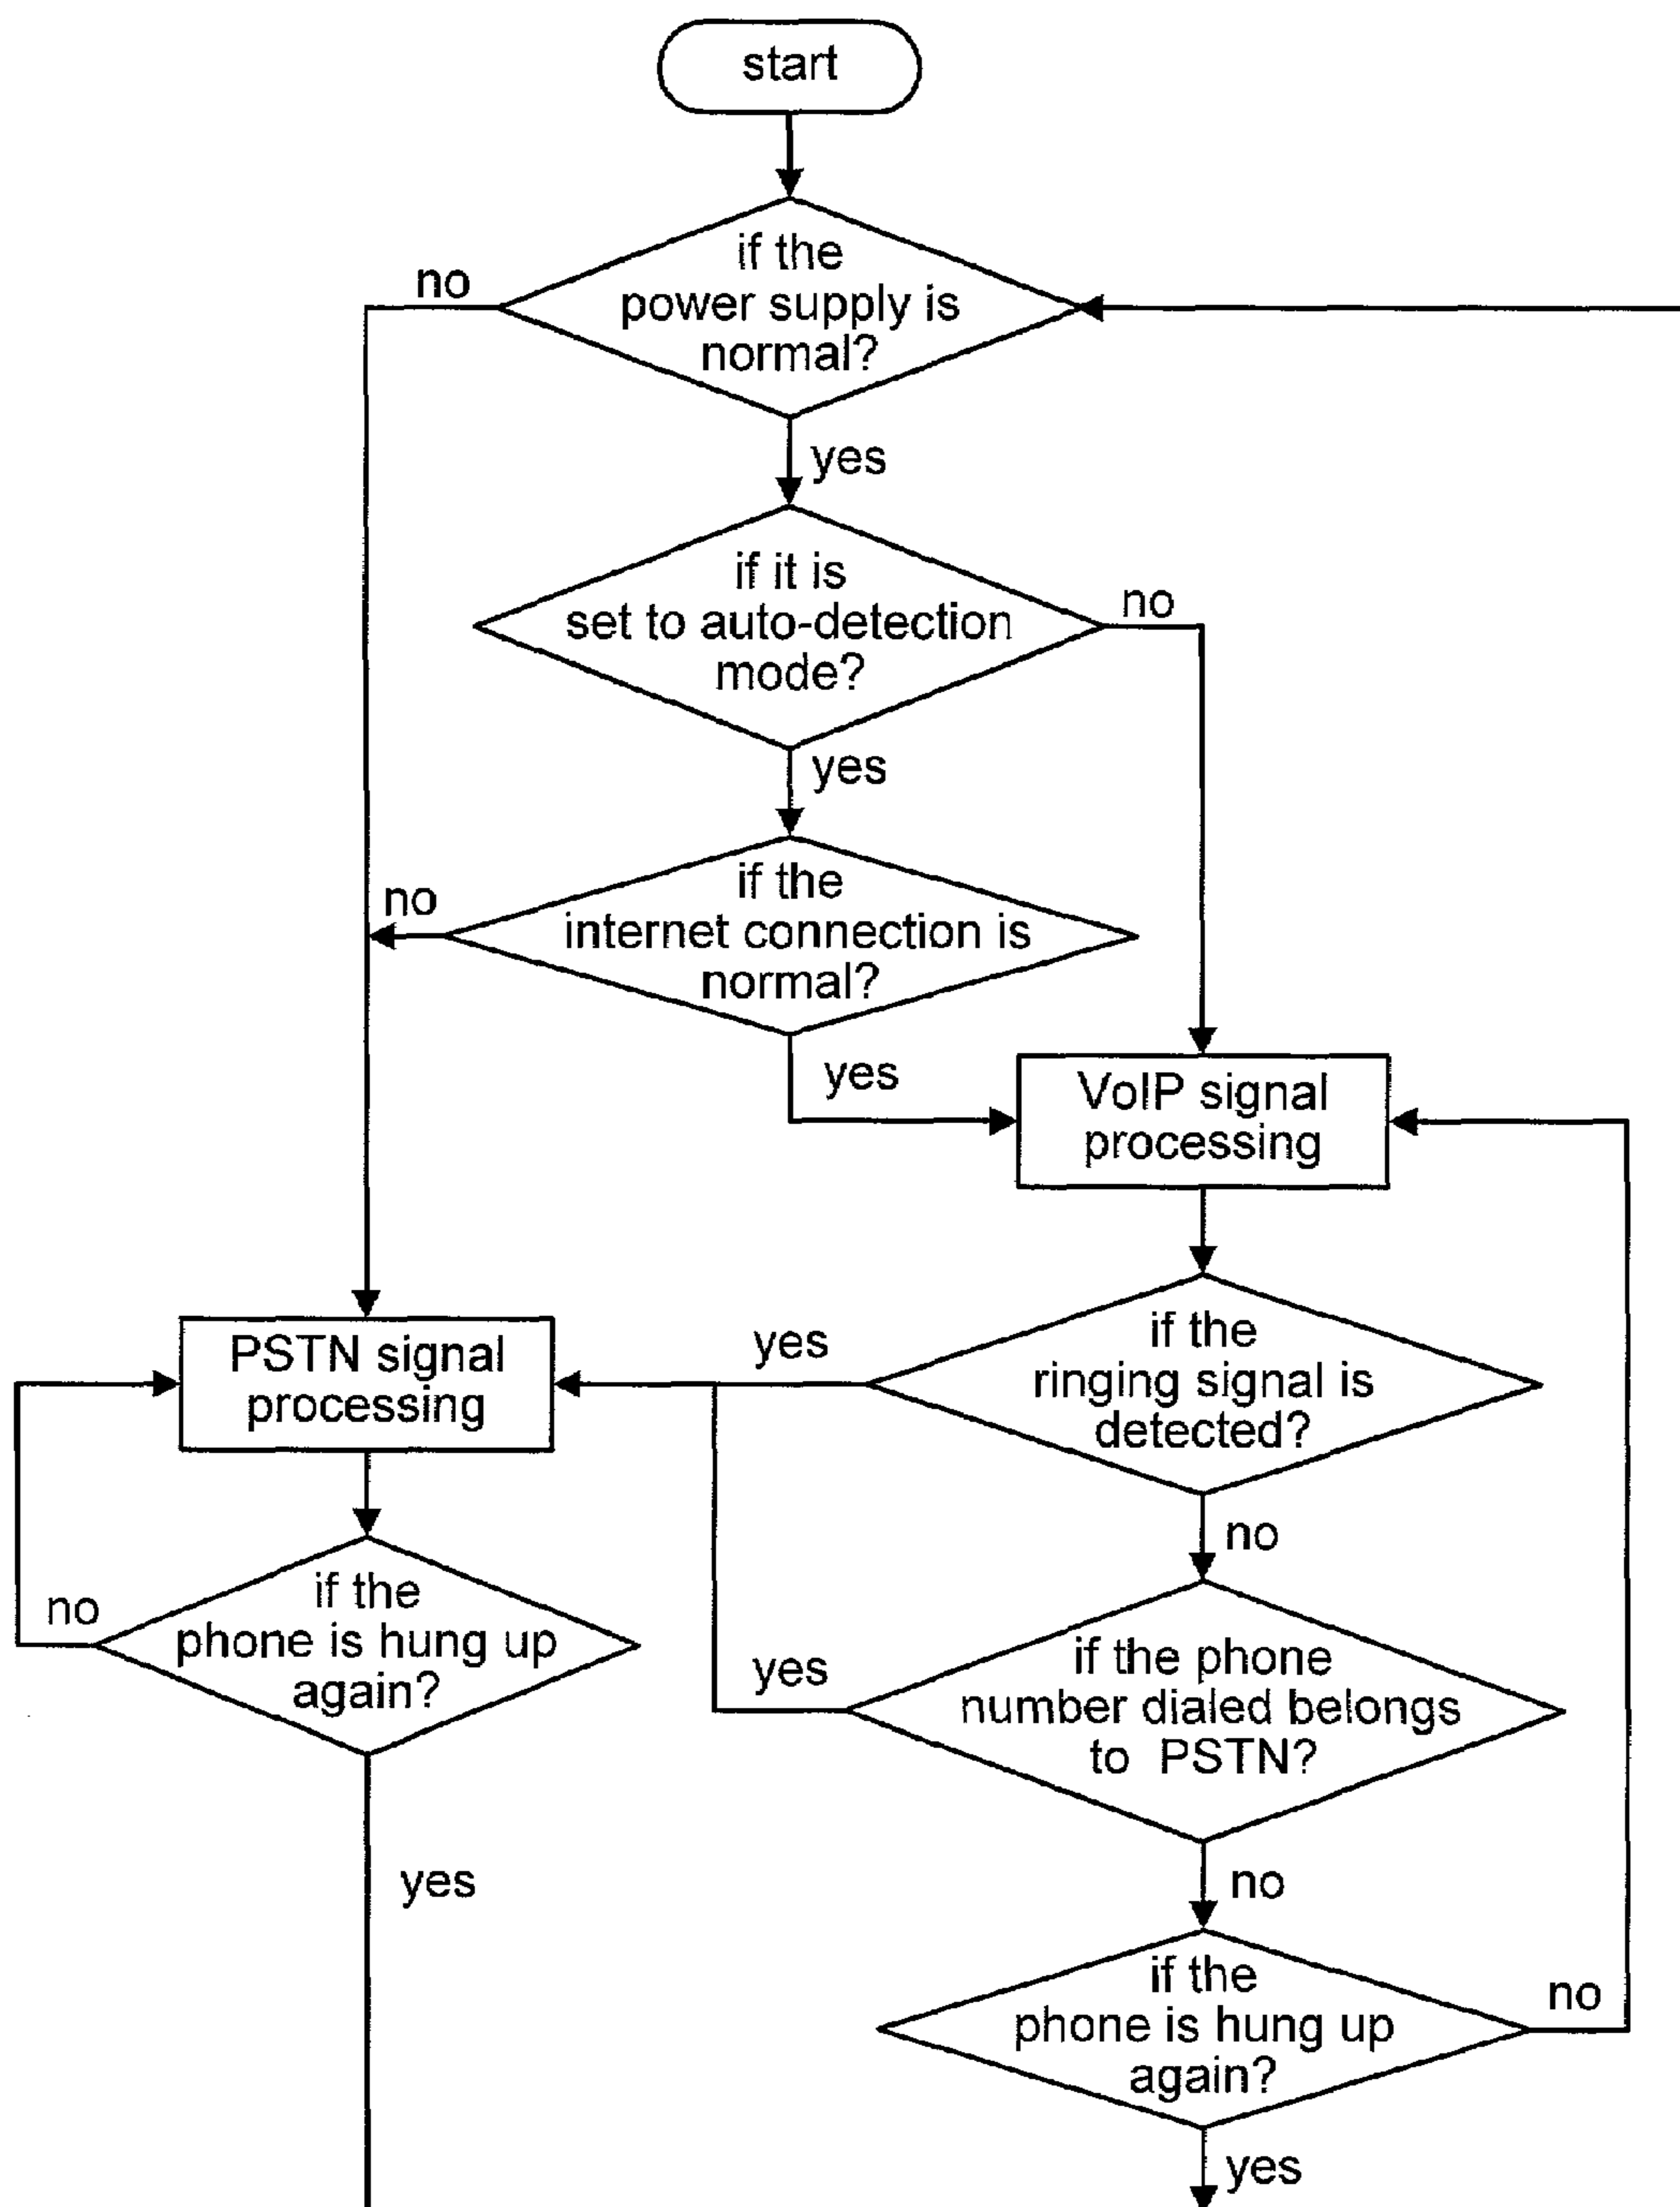 start
if the
power supply is
normal?
no
yes
if it is
set to auto-detection
mode?
no
yes
if the
internet connection is
normal?
no
yes
VoIP signal
processing
if the
ringing signal is
detected?
yes
PSTN signal
processing
no
if the
phone is hung up
again?
no
if the phone
number dialed belongs
to PSTN?
yes
yes
no
if the
phone is hung up
again?
no
yes